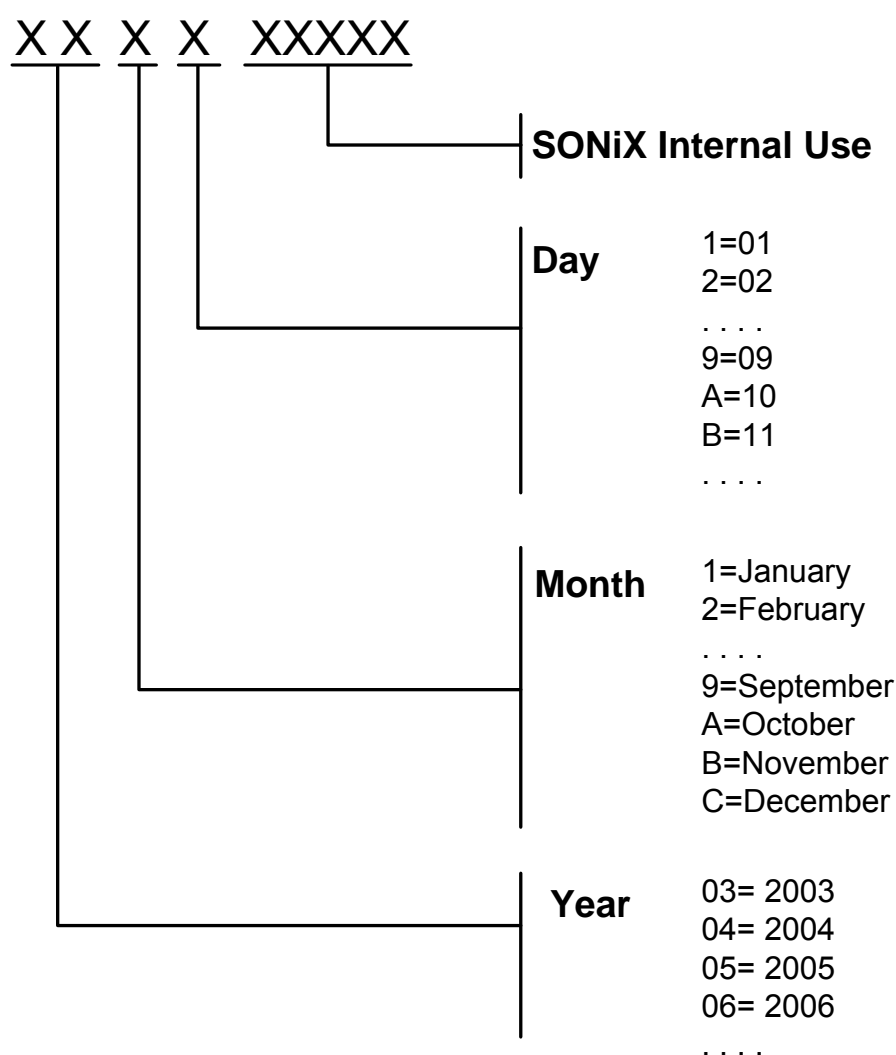 X X X X XXXXX
SONiX Internal Use
Day
1=01
2=02
. . . .
9=09
A=10
B=11
. . . .
Month
1=January
2=February
. . . .
9=September
A=October
B=November
C=December
Year
03= 2003
04= 2004
05= 2005
06= 2006
. . . .